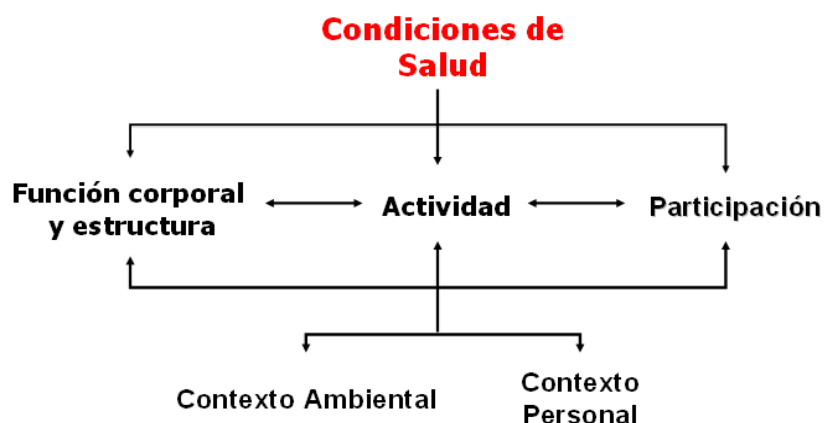 Condiciones de
Salud
Función corporal
y estructura
Actividad
Participación
Contexto Ambiental
Contexto
Personal